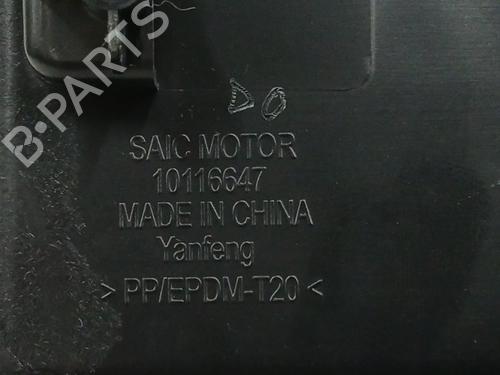 SAIC MOTOR
10116647
MADE IN CHINA
Yanfeng
>PP/EPDM-T20<
B-PARTS